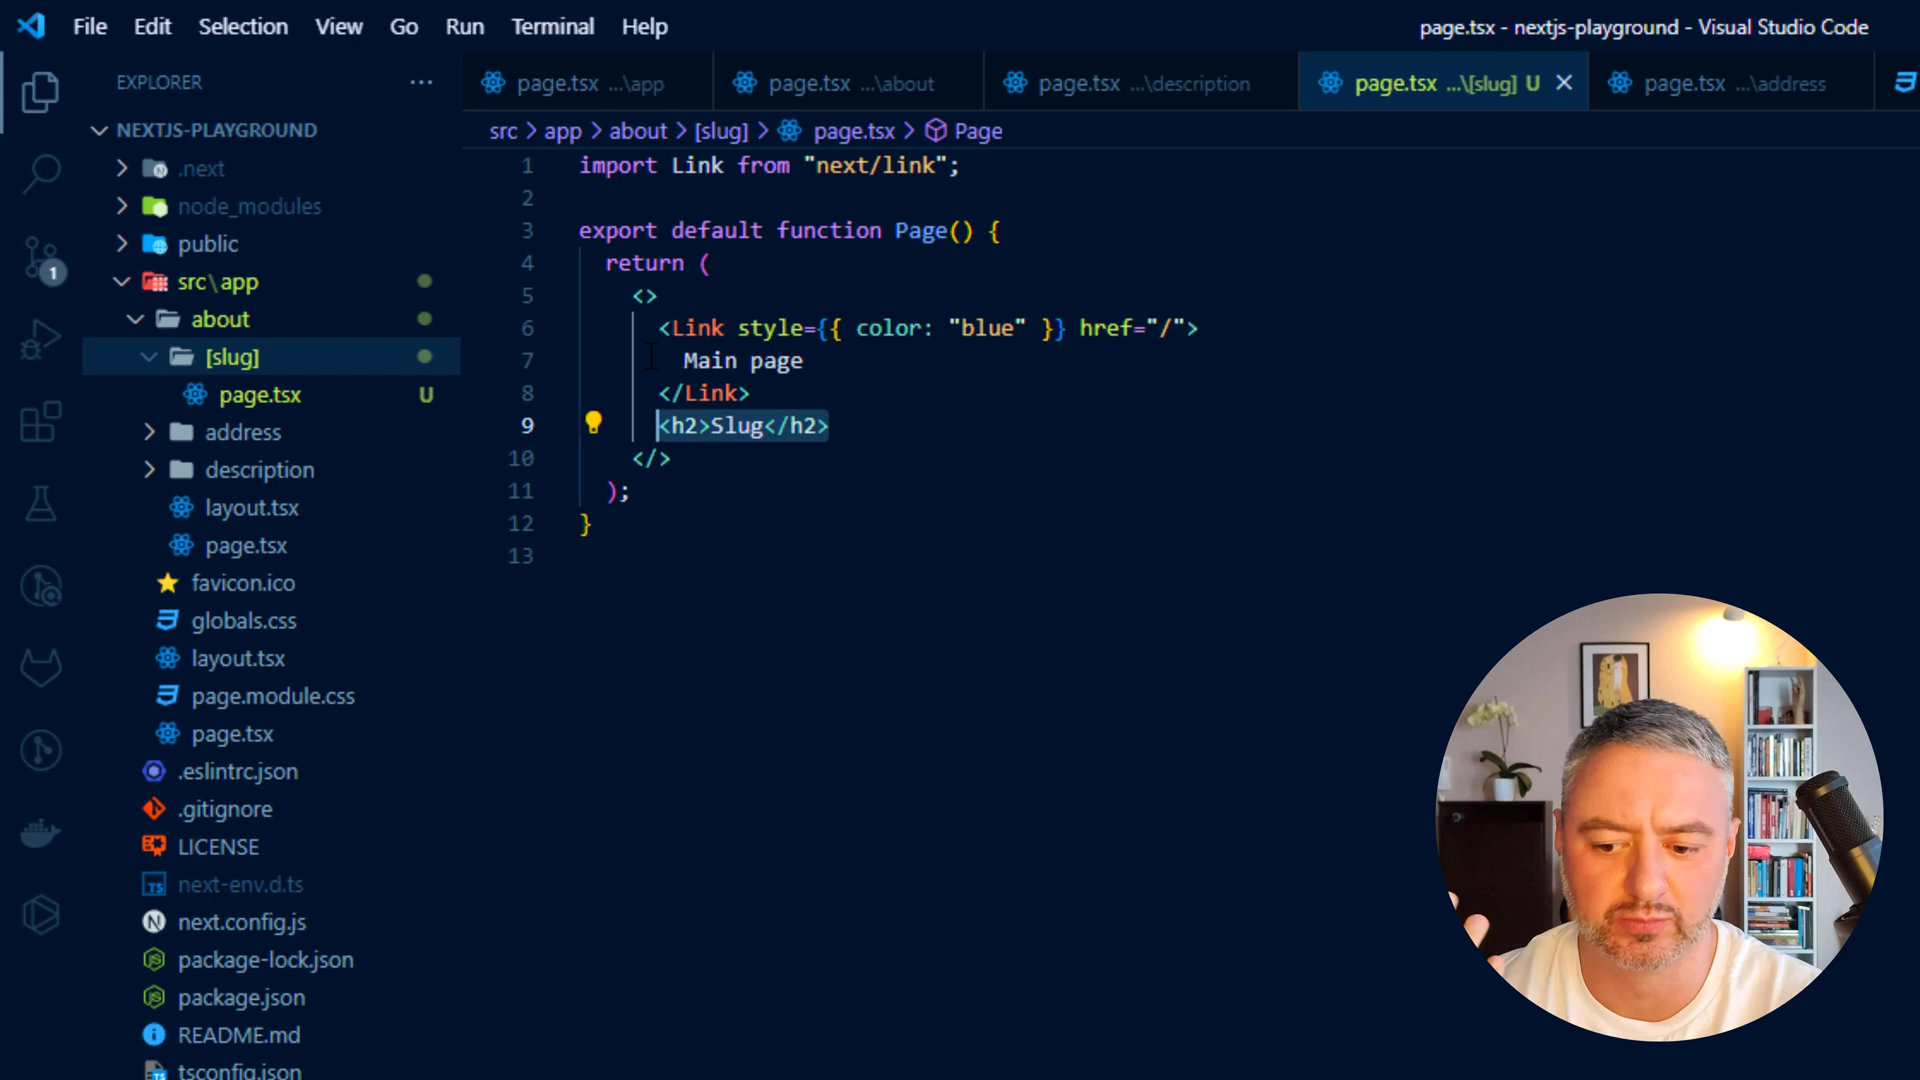 File Edit Selection View Go Run Terminal Help
page.tsx - nextjs-playground - Visual Studio Code
EXPLORER ···
page.tsx ...\app
page.tsx ...\about
page.tsx ...\description
page.tsx ...\[slug] U
page.tsx ...\address
src > app > about > [slug] > page.tsx > Page
NEXTJS-PLAYGROUND
.next
node_modules
public
src\app
about
[slug]
page.tsx U
address
description
layout.tsx
page.tsx
favicon.ico
globals.css
layout.tsx
page.module.css
page.tsx
.eslintrc.json
.gitignore
LICENSE
TS next-env.d.ts
N next.config.js
package-lock.json
package.json
README.md
TS tsconfig.json
1
1 import Link from "next/link";
2
3 export default function Page() {
4 return (
5 <>
6 <Link style={{ color: "blue" }} href="/">
7 Main page
8 </Link>
9 <h2>Slug</h2>
10 </>
11 );
12 }
13